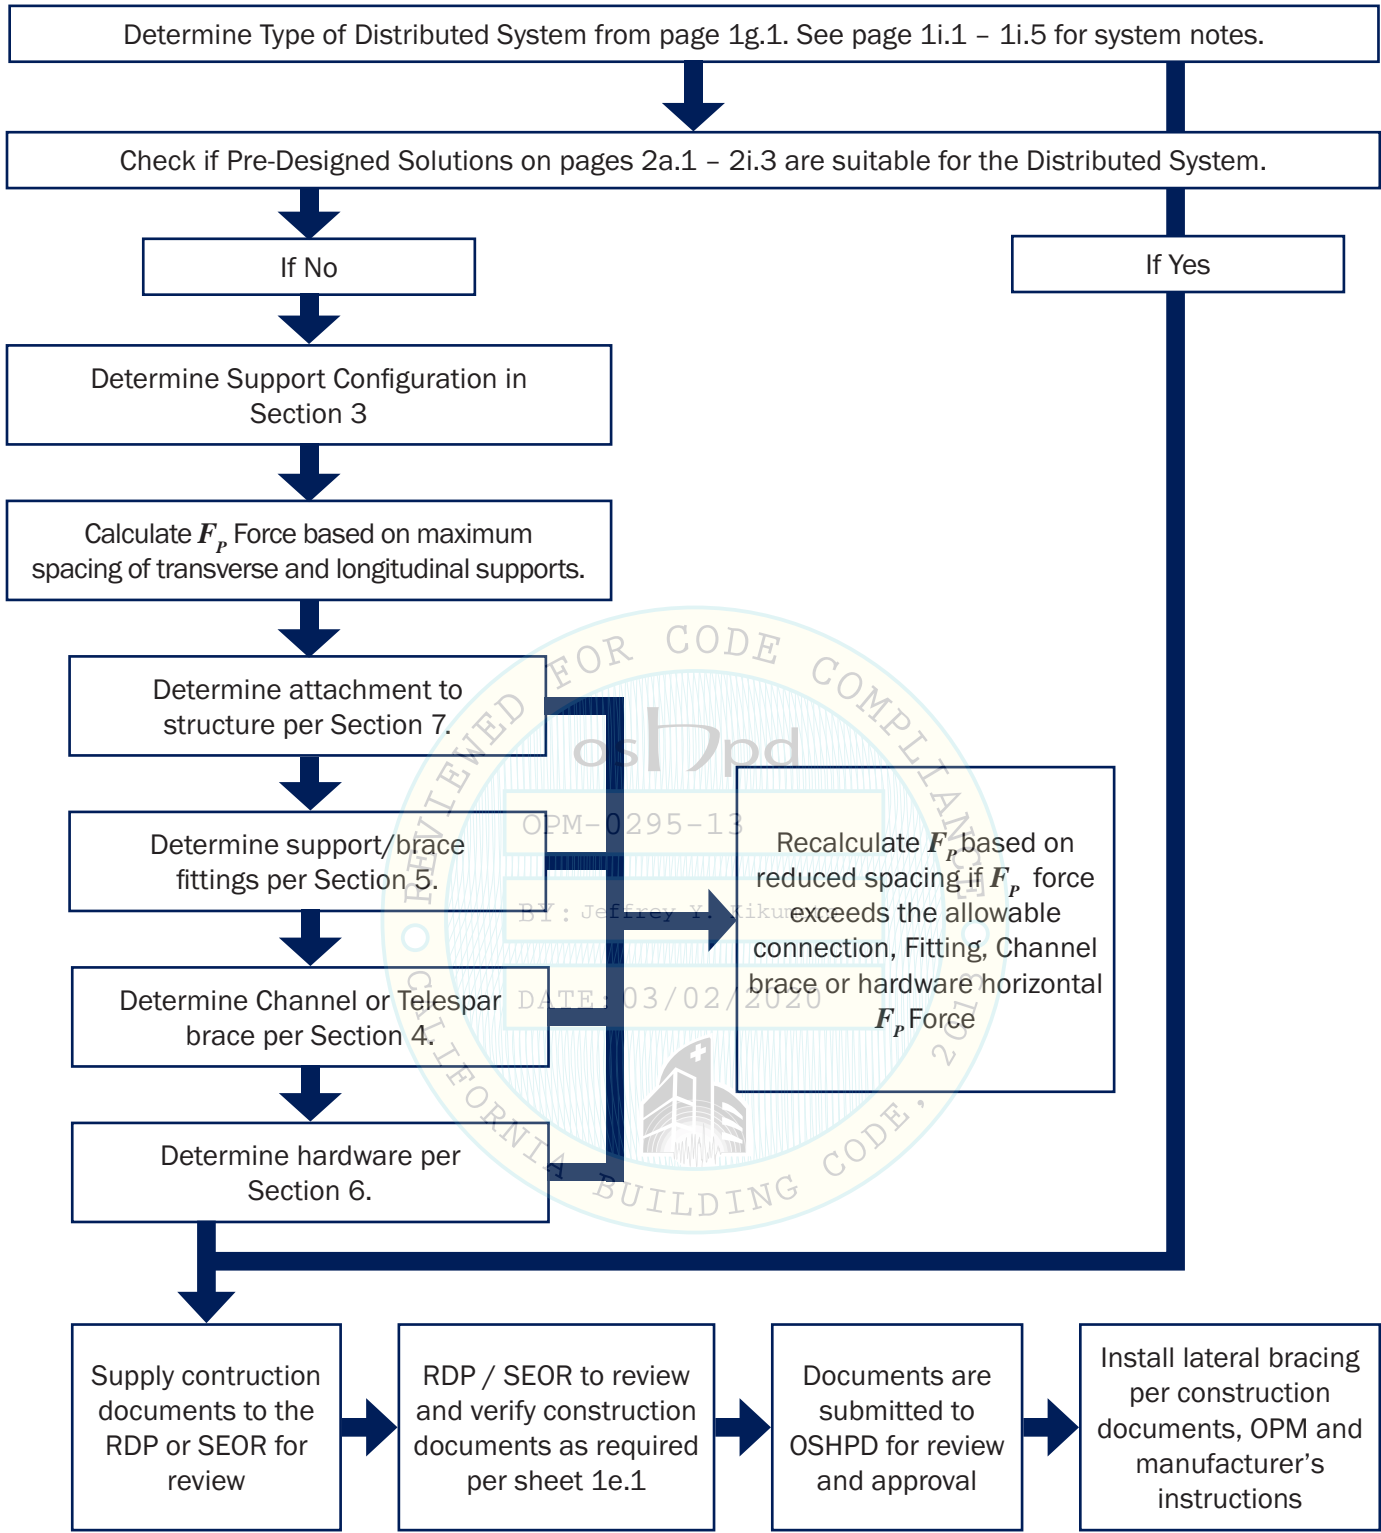 Determine Type of Distributed System from page 1g.1. See page 1i.1 – 1i.5 for system notes.
Check if Pre-Designed Solutions on pages 2a.1 – 2i.3 are suitable for the Distributed System.
If No
If Yes
Determine Support Configuration in
Section 3
Calculate Fp Force based on maximum
spacing of transverse and longitudinal supports.
Determine attachment to
structure per Section 7.
Determine support/brace
fittings per Section 5.
Determine Channel or Telespar
brace per Section 4.
Determine hardware per
Section 6.
Recalculate Fp based on
reduced spacing if Fp force
exceeds the allowable
connection, Fitting, Channel
brace or hardware horizontal
Fp Force
REVIEWED FOR CODE COMPLIANCE
oshpd
OPM-0295-13
BY: Jeffrey Y.
DATE: 03/02/2020
CALIFORNIA BUILDING CODE, 2013
Supply contruction
documents to the
RDP or SEOR for
review
RDP / SEOR to review
and verify construction
documents as required
per sheet 1e.1
Documents are
submitted to
OSHPD for review
and approval
Install lateral bracing
per construction
documents, OPM and
manufacturer’s
instructions